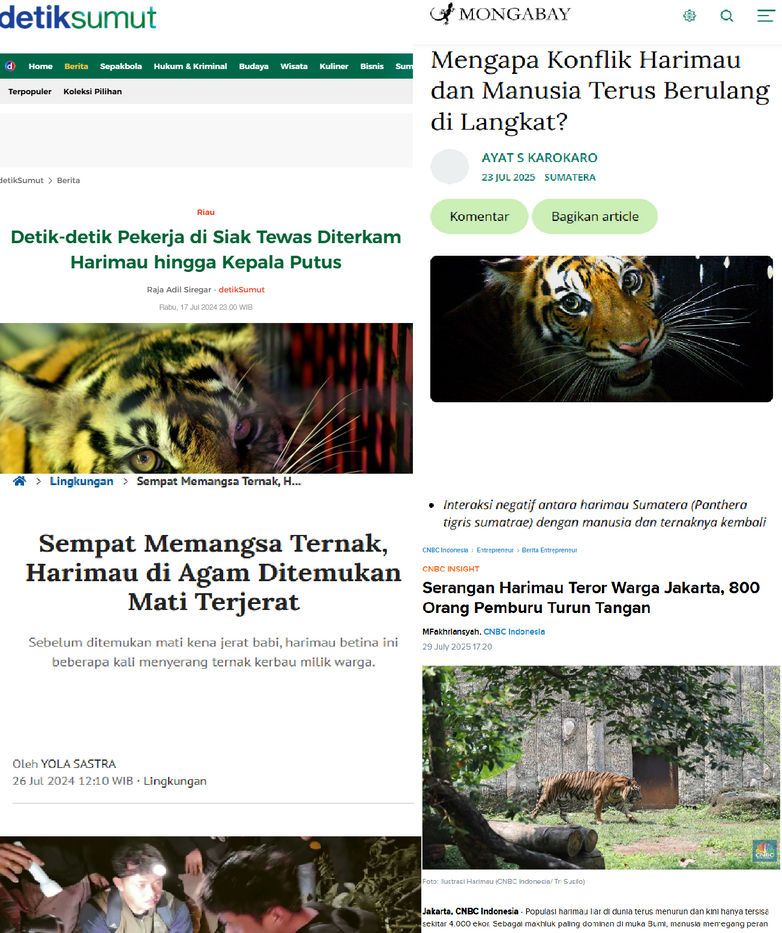 detiksumut
Home Berita Sepakbola Hukum & Kriminal Budaya Wisata Kuliner Bisnis Sum
Terpopuler Koleksi Pilihan
detikSumut > Berita
Riau
Detik-detik Pekerja di Siak Tewas Diterkam
Harimau hingga Kepala Putus
Raja Adil Siregar - detikSumut
Rabu, 17 Jul 2024 23:00 WIB
> Lingkungan > Sempat Memangsa Ternak, H...
Sempat Memangsa Ternak,
Harimau di Agam Ditemukan
Mati Terjerat
Sebelum ditemukan mati kena jerat babi, harimau betina ini
beberapa kali menyerang ternak kerbau milik warga.
Oleh YOLA SASTRA
26 Jul 2024 12:10 WIB · Lingkungan
MONGABAY
Mengapa Konflik Harimau
dan Manusia Terus Berulang
di Langkat?
AYAT S KAROKARO
23 JUL 2025 SUMATERA
Komentar Bagikan article
• Interaksi negatif antara harimau Sumatera (Panthera
tigris sumatrae) dengan manusia dan ternaknya kembali
CNBC Indonesia > Entrepreneur > Berita Entrepreneur
CNBC INSIGHT
Serangan Harimau Teror Warga Jakarta, 800
Orang Pemburu Turun Tangan
MFakhriansyah, CNBC Indonesia
29 July 2025 17:20
CNBC
Foto: Ilustrasi Harimau (CNBC Indonesia/ Tri Susilo)
Jakarta, CNBC Indonesia - Populasi harimau liar di dunia terus menurun dan kini hanya tersisa
sekitar 4.000 ekor. Sebagai makhluk paling dominan di muka Bumi, manusia memegang peran